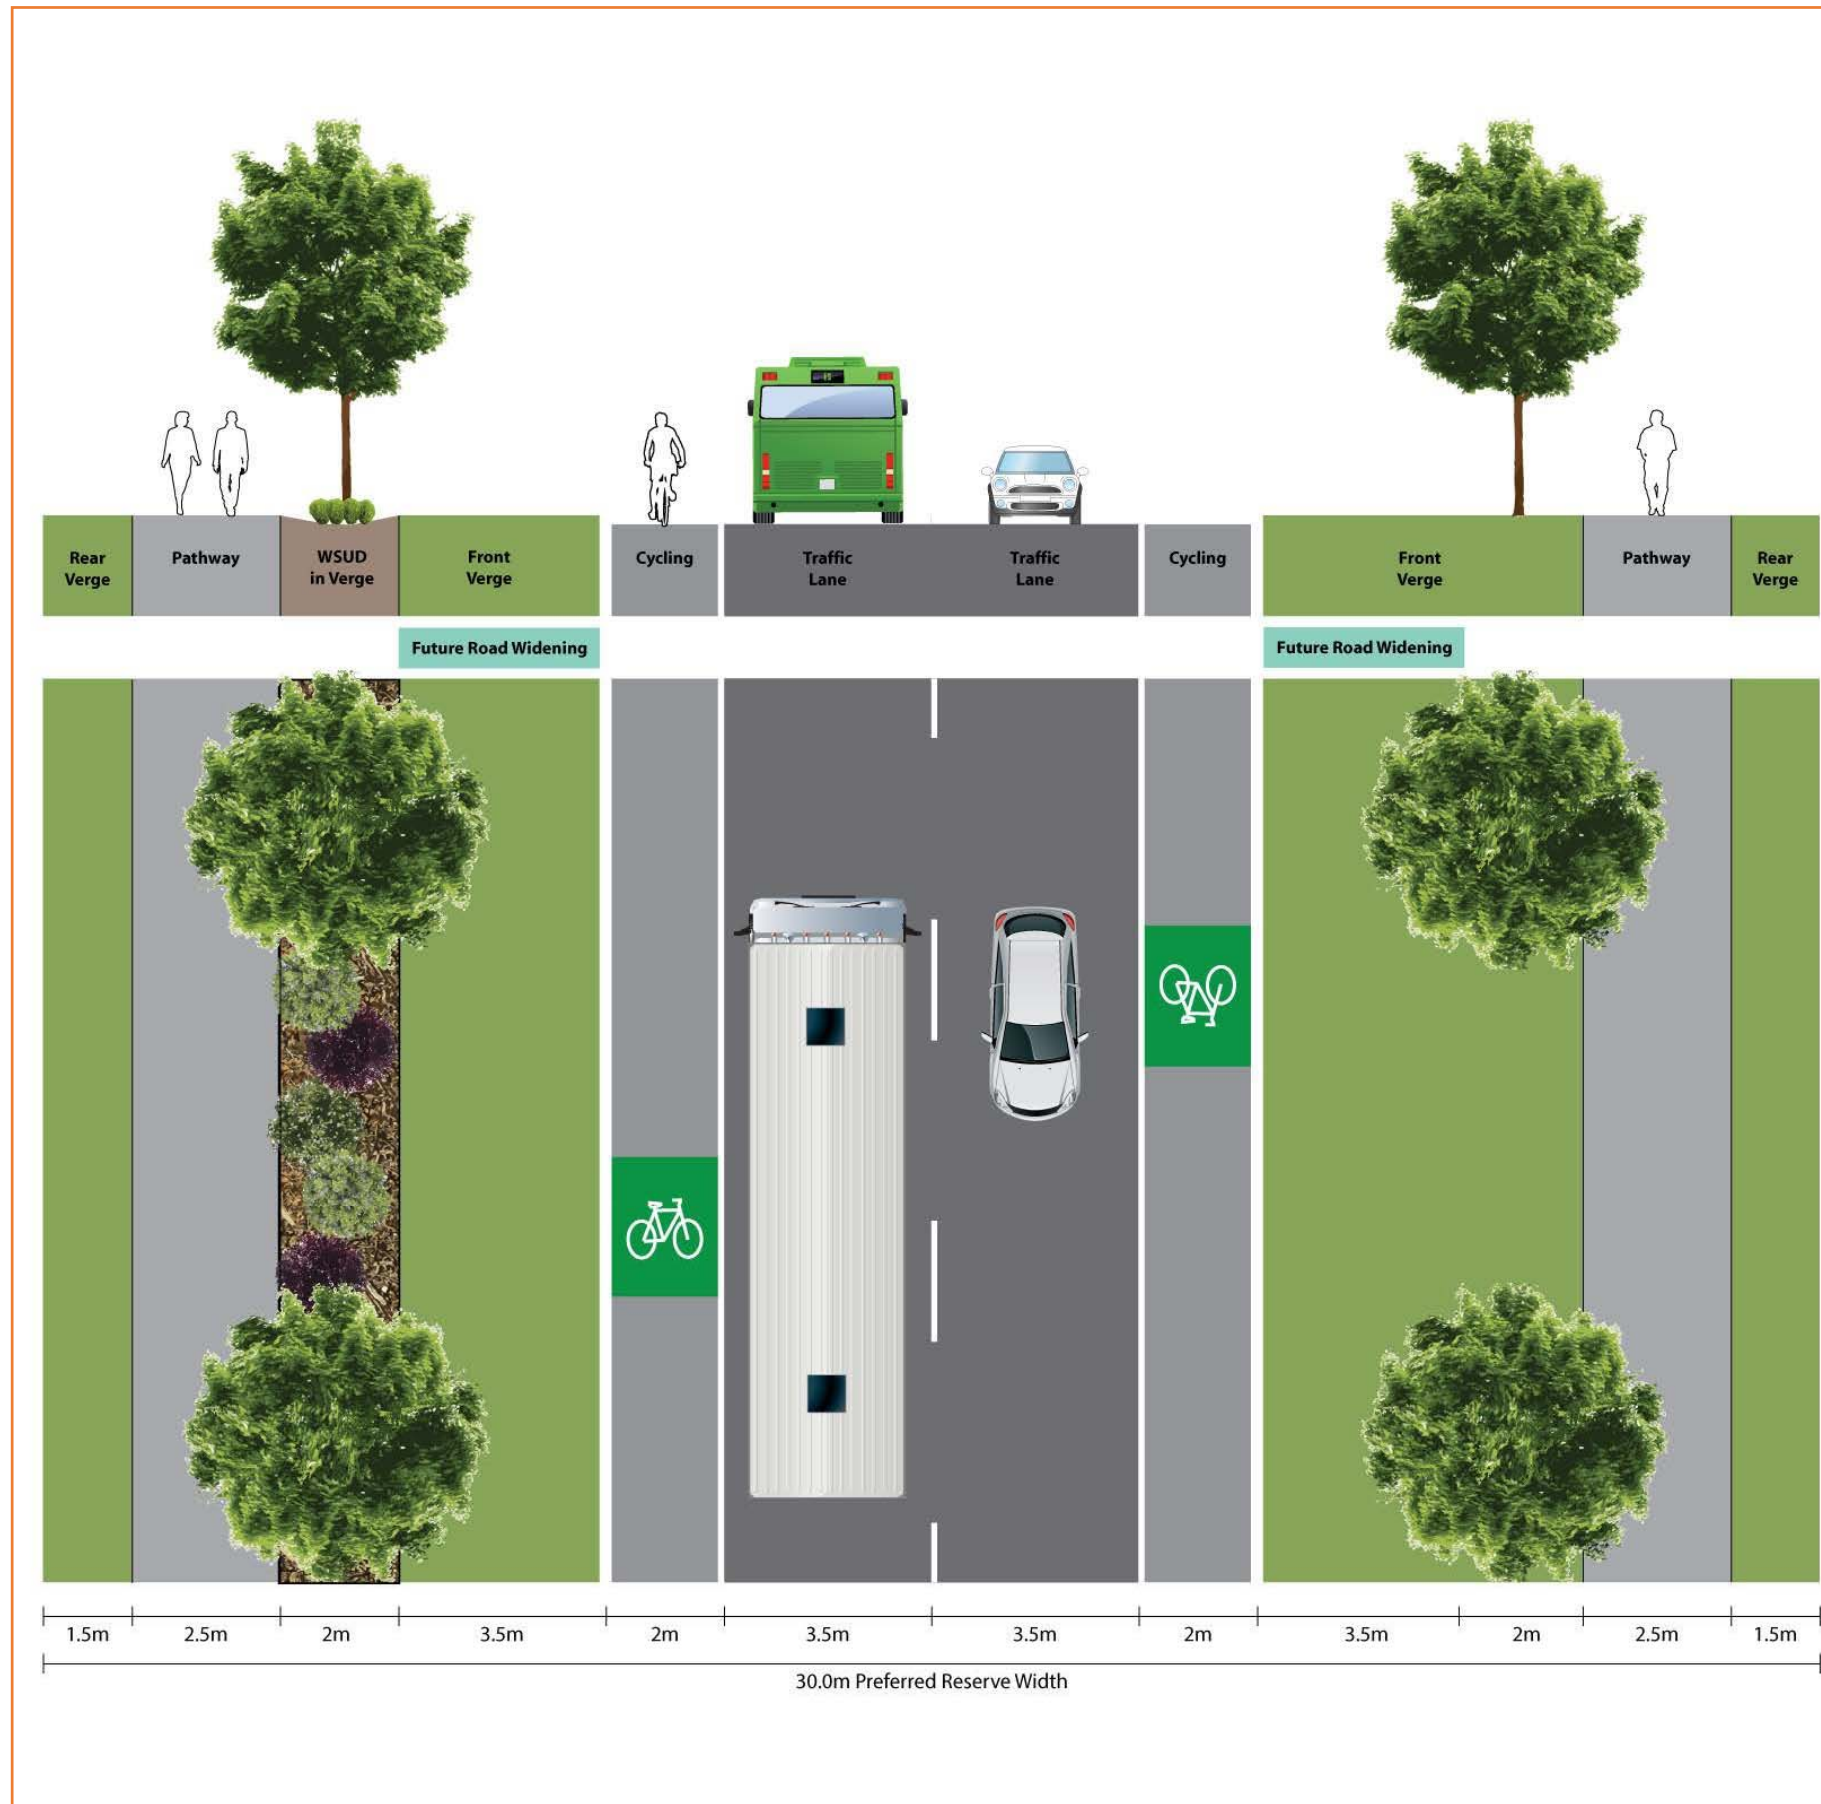 Rear
Verge
Pathway
WSUD
in Verge
Front
Verge
Cycling
Traffic
Lane
Traffic
Lane
Cycling
Front
Verge
Pathway
Rear
Verge
Future Road Widening
Future Road Widening
1.5m
2.5m
2m
3.5m
2m
3.5m
3.5m
2m
3.5m
2m
2.5m
1.5m
30.0m Preferred Reserve Width